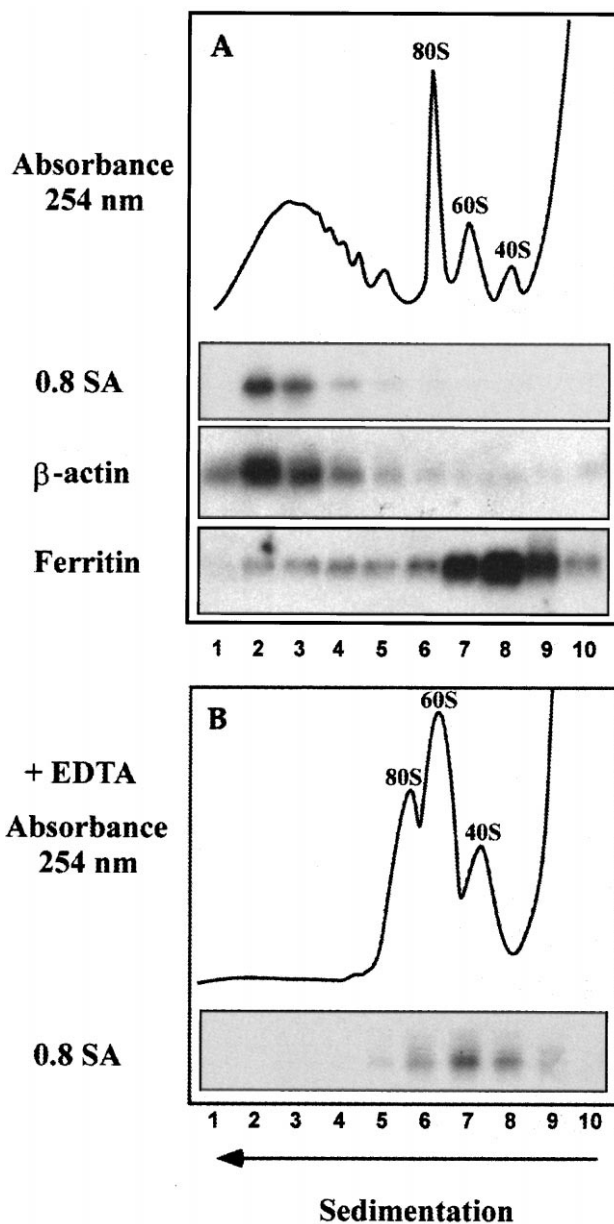 A
80S
60S
40S
Absorbance
254 nm
0.8 SA
β-actin
Ferritin
1 2 3 4 5 6 7 8 9 10
B
60S
80S
40S
+ EDTA
Absorbance
254 nm
0.8 SA
1 2 3 4 5 6 7 8 9 10
Sedimentation